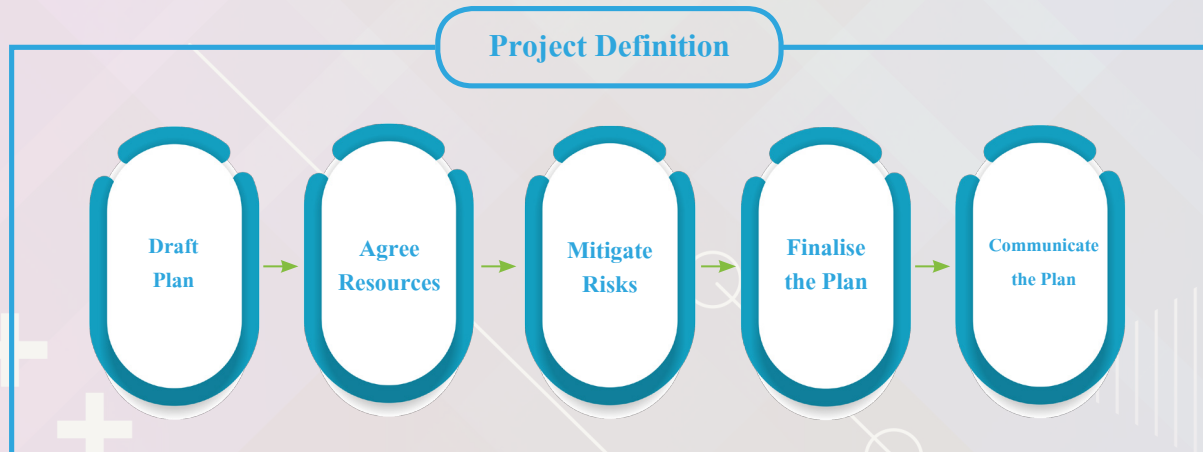 Project Definition
Draft
Plan
Agree
Resources
Mitigate
Risks
Finalise
the Plan
Communicate
the Plan